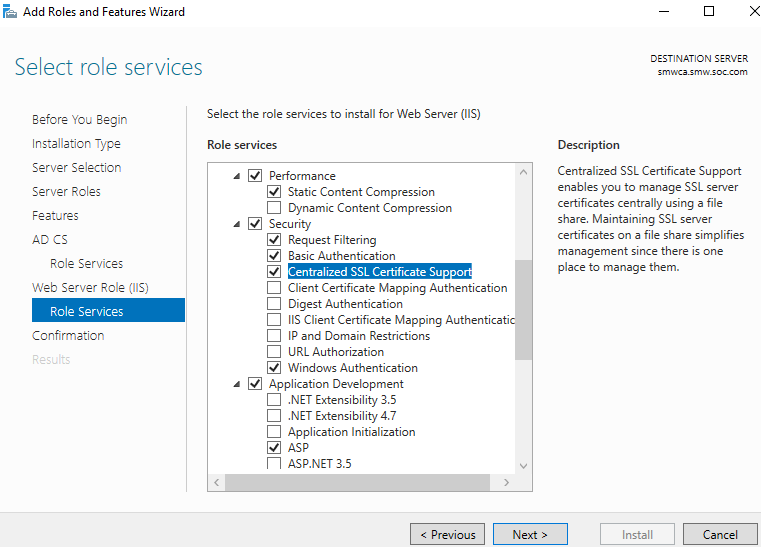 Add Roles and Features Wizard
Select role services
DESTINATION SERVER
smwca.smw.soc.com
Before You Begin
Installation Type
Server Selection
Server Roles
Features
AD CS
Role Services
Web Server Role (IIS)
Role Services
Confirmation
Results
Select the role services to install for Web Server (IIS)
Role services
Performance
Static Content Compression
Dynamic Content Compression
Security
Request Filtering
Basic Authentication
Centralized SSL Certificate Support
Client Certificate Mapping Authentication
Digest Authentication
IIS Client Certificate Mapping Authenticatic
IP and Domain Restrictions
URL Authorization
Windows Authentication
Application Development
.NET Extensibility 3.5
.NET Extensibility 4.7
Application Initialization
ASP
ASP.NET 3.5
Description
Centralized SSL Certificate Support
enables you to manage SSL server
certificates centrally using a file
share. Maintaining SSL server
certificates on a file share simplifies
management since there is one
place to manage them.
< Previous
Next >
Install
Cancel